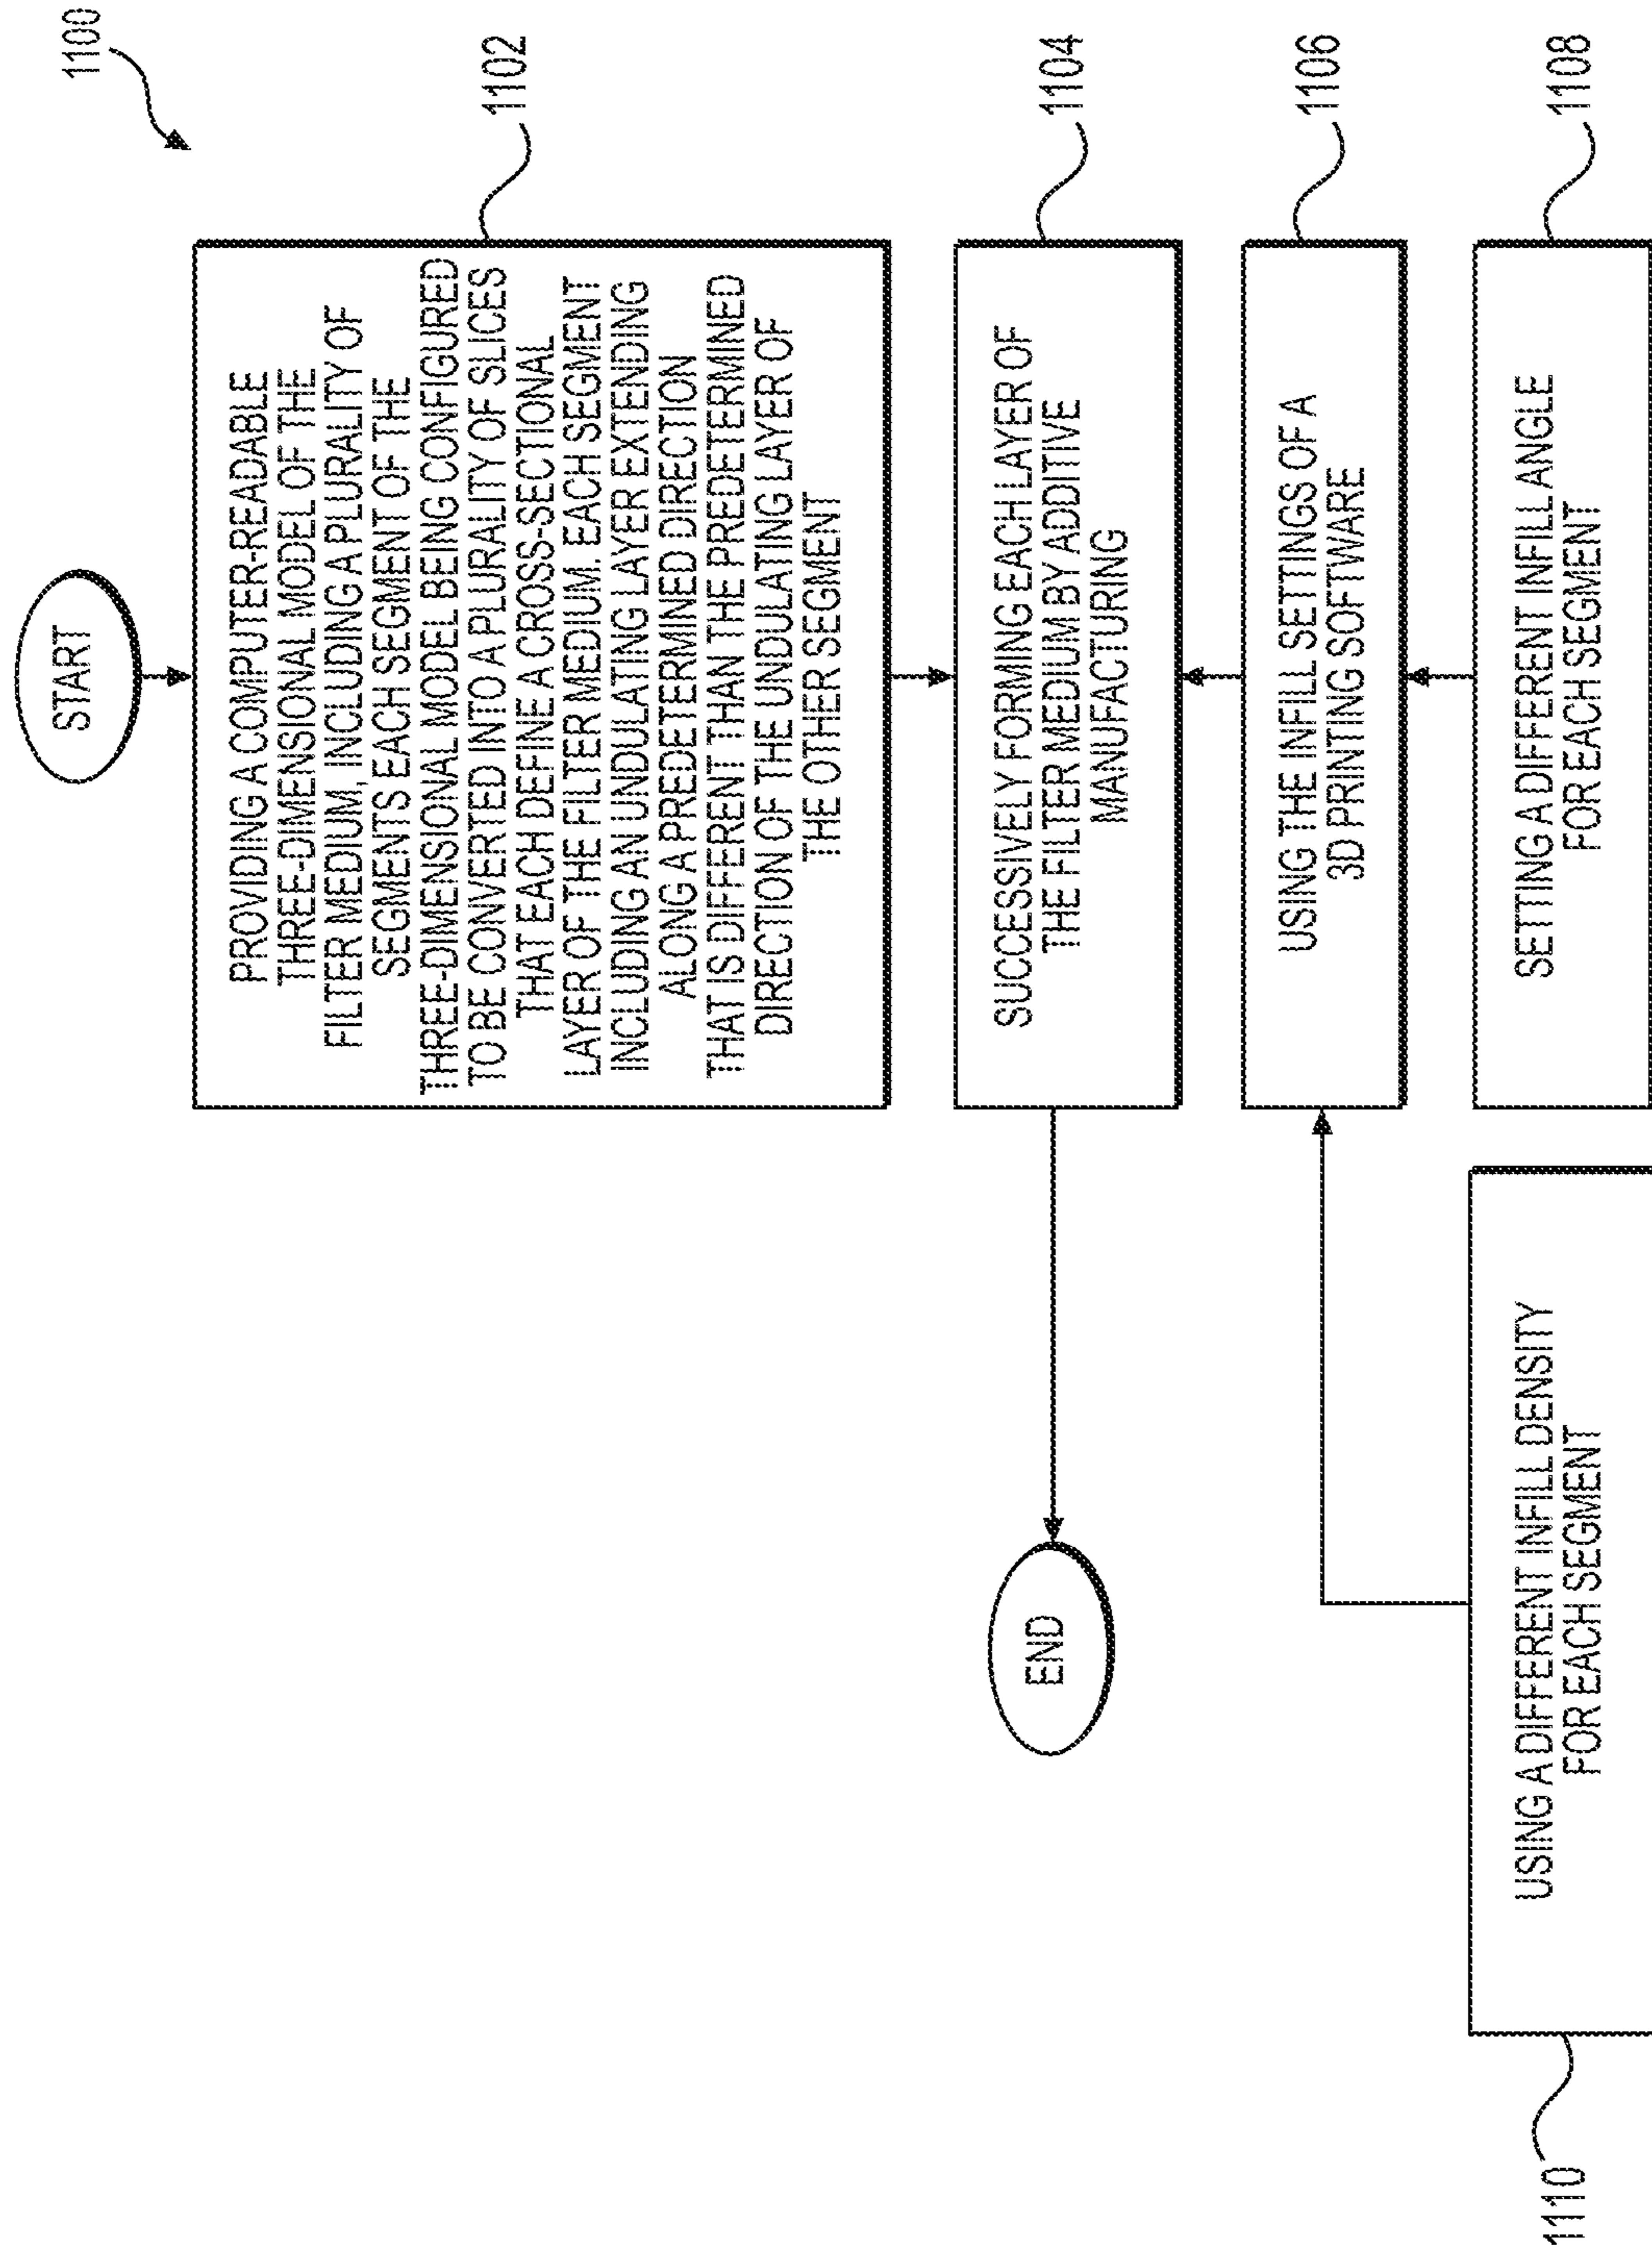 1100
START
PROVIDING A COMPUTER-READABLE
THREE-DIMENSIONAL MODEL OF THE
FILTER MEDIUM, INCLUDING A PLURALITY OF
SEGMENTS EACH SEGMENT OF THE
THREE-DIMENSIONAL MODEL BEING CONFIGURED
TO BE CONVERTED INTO A PLURALITY OF SLICES
THAT EACH DEFINE A CROSS-SECTIONAL
LAYER OF THE FILTER MEDIUM. EACH SEGMENT
INCLUDING AN UNDULATING LAYER EXTENDING
ALONG A PREDETERMINED DIRECTION
THAT IS DIFFERENT THAN THE PREDETERMINED
DIRECTION OF THE UNDULATING LAYER OF
THE OTHER SEGMENT
1102
SUCCESSIVELY FORMING EACH LAYER OF
THE FILTER MEDIUM BY ADDITIVE
MANUFACTURING
1104
END
USING THE INFILL SETTINGS OF A
3D PRINTING SOFTWARE
1106
SETTING A DIFFERENT INFILL ANGLE
FOR EACH SEGMENT
1108
USING A DIFFERENT INFILL DENSITY
FOR EACH SEGMENT
1110